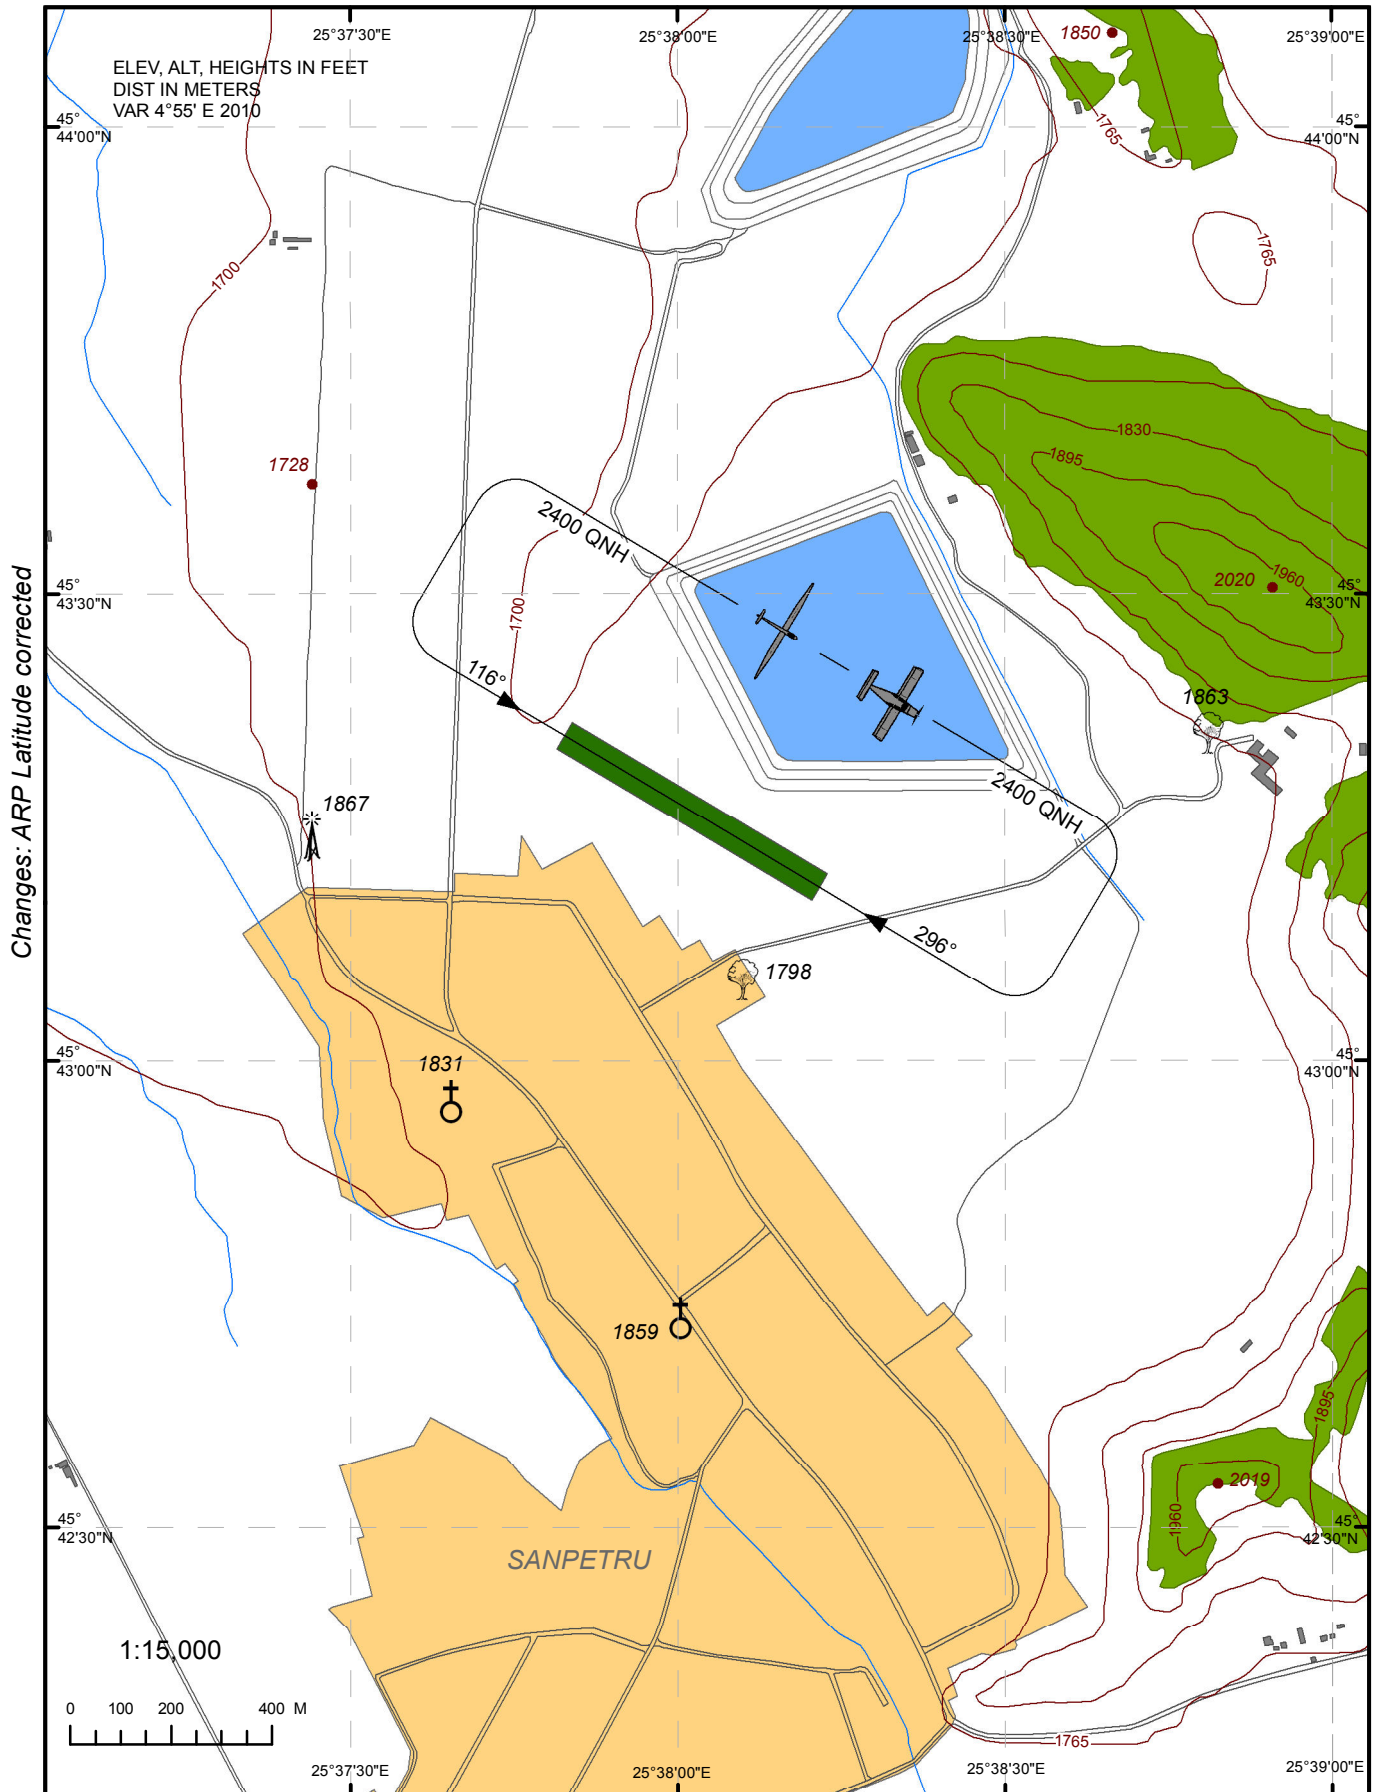 25°37'30"E
25°38'00"E
25°38'30"E
25°39'00"E
1850
ELEV, ALT, HEIGHTS IN FEET
DIST IN METERS
VAR 4°55' E 2010
45°
44'00"N
45°
44'00"N
1765
1765
1700
1830
1895
1728
2400 QNH
1960
2020
45°
43'30"N
45°
43'30"N
1700
116°
1863
2400 QNH
1867
296°
1798
Changes: ARP Latitude corrected
45°
43'00"N
45°
43'00"N
1831
1859
1895
2019
1960
45°
42'30"N
45°
42'30"N
SANPETRU
1:15,000
0 100 200 400 M
1765
25°37'30"E
25°38'00"E
25°38'30"E
25°39'00"E